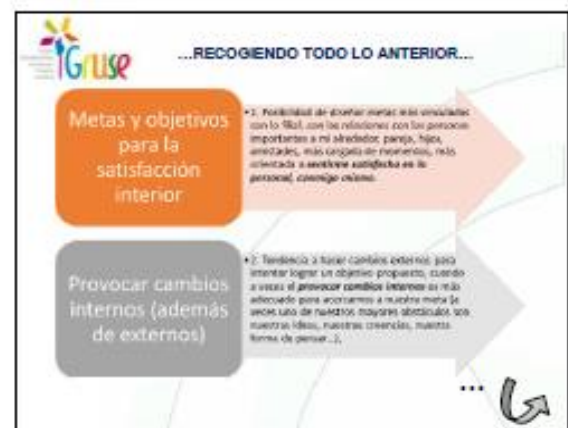 Gruse
...RECOGIENDO TODO LO ANTERIOR...
Metas y objetivos
para la
satisfacción
interior
• 1. Posibilidad de diseñar metas más vinculadas
con lo filial, con las relaciones con las personas
importantes a mi alrededor, pareja, hijos,
amistades, más cargada de momentos, más
orientada a sentirme satisfecha en lo
personal, conmigo misma.
Provocar cambios
internos (además
de externos)
• 2. Tendencia a hacer cambios externos para
intentar lograr un objetivo propuesto, cuando
a veces el provocar cambios internos es más
adecuado para acercarnos a nuestra meta (a
veces uno de nuestros mayores obstáculos son
nuestras ideas, nuestras creencias, nuestra
forma de pensar...).
...